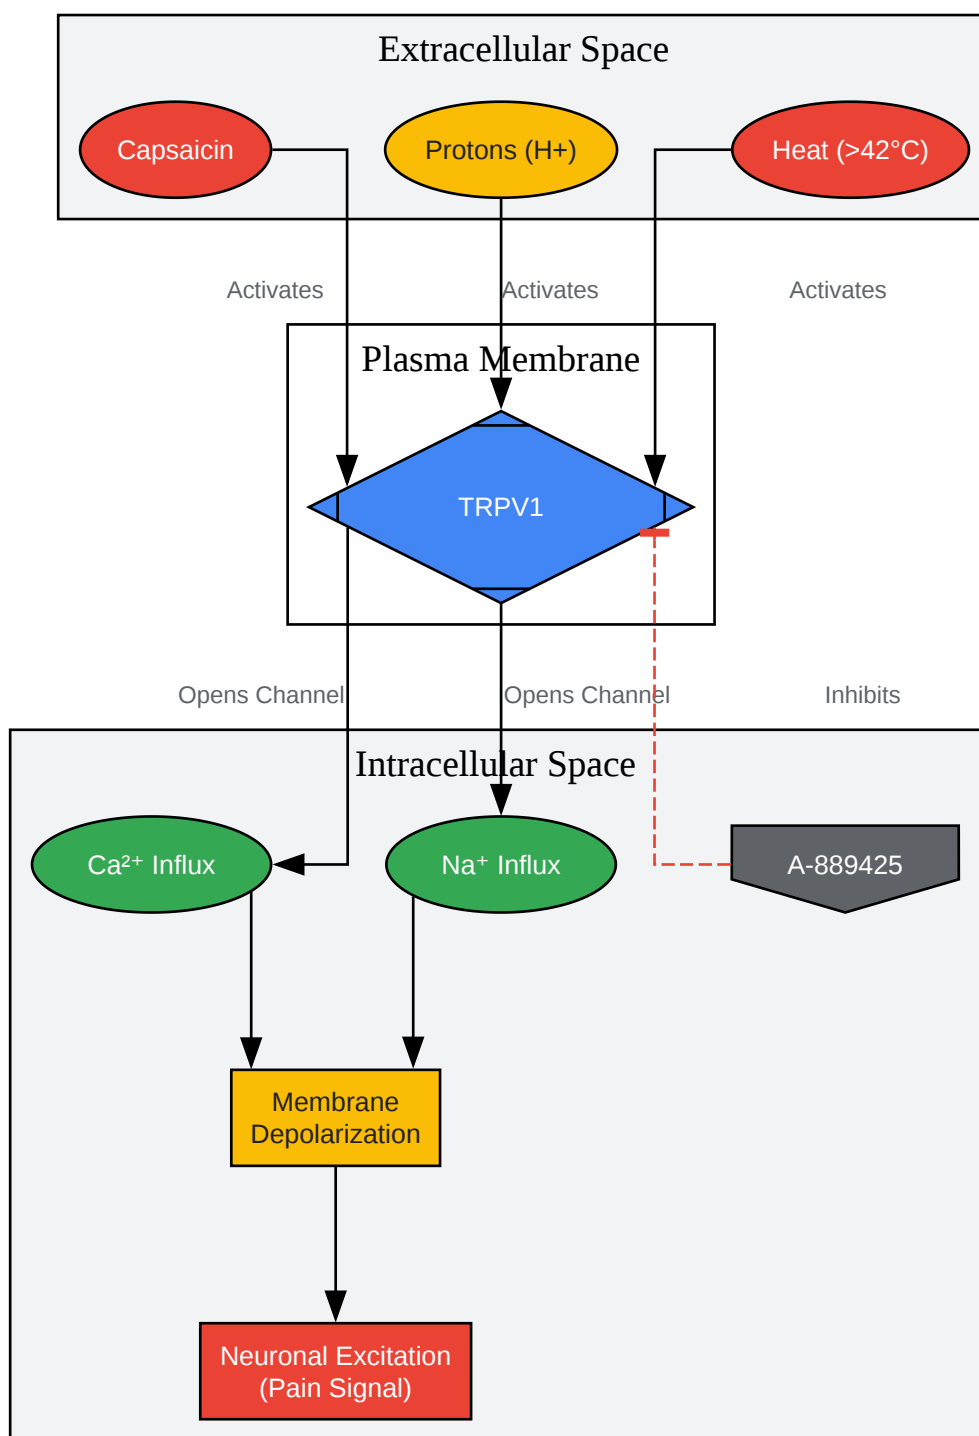 Extracellular Space
Capsaicin
Protons (H+)
Heat (>42°C)
Activates
Activates
Activates
Plasma Membrane
TRPV1
Opens Channel
Opens Channel
Inhibits
Intracellular Space
Ca²⁺ Influx
Na⁺ Influx
A-889425
Membrane
Depolarization
Neuronal Excitation
(Pain Signal)